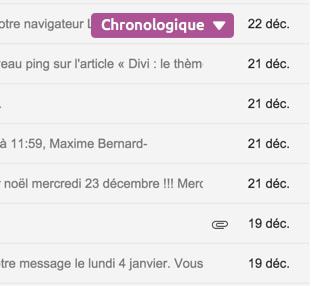 otre navigateur L Chronologique 22 déc.
eau ping sur l'article « Divi : le thèm 21 déc.
. 21 déc.
à 11:59, Maxime Bernard- 21 déc.
noël mercredi 23 décembre !!! Merc 21 déc.
19 déc.
tre message le lundi 4 janvier. Vous 19 déc.